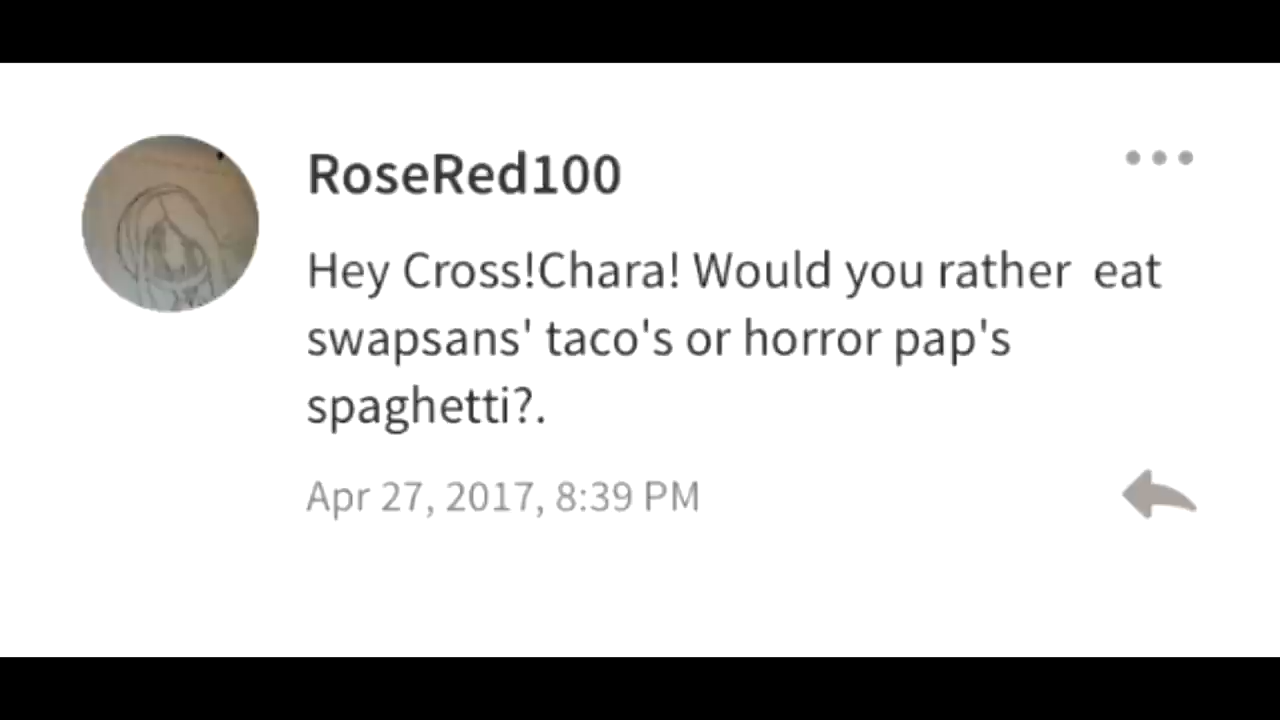 RoseRed100
Hey Cross!Chara! Would you rather  eat
swapsans' taco's or horror pap's
spaghetti?.
Apr 27, 2017, 8:39 PM